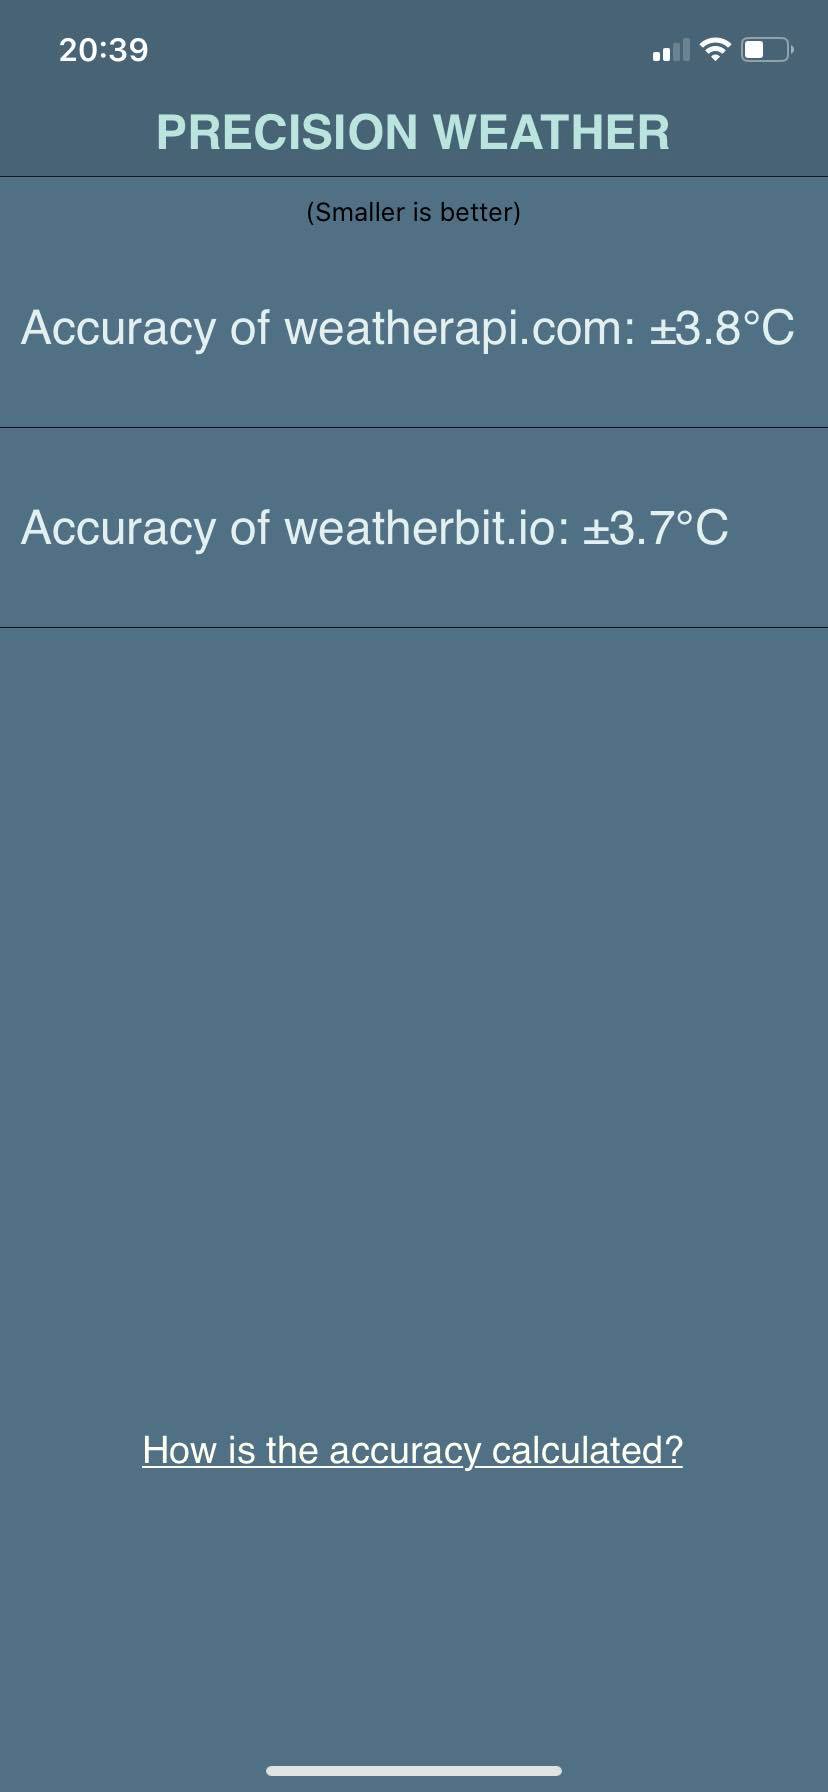 20:39
PRECISION WEATHER
(Smaller is better)
Accuracy of weatherapi.com: ±3.8°C
Accuracy of weatherbit.io: ±3.7°C
How is the accuracy calculated?